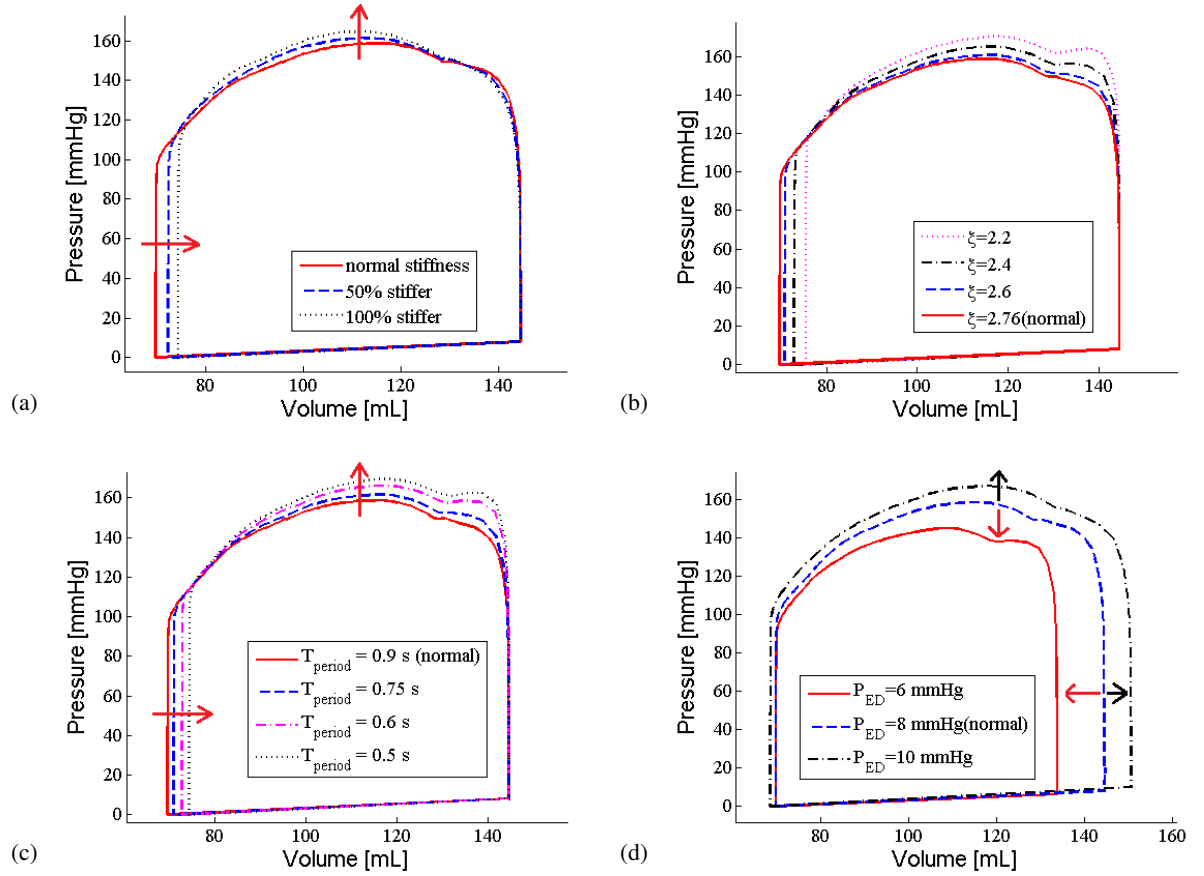 160
140
120
100
80
60
40
20
0
Pressure [mmHg]
normal stiffness
50% stiffer
100% stiffer
80 100 120 140
Volume [mL]
(a)
160
140
120
100
80
60
40
20
0
Pressure [mmHg]
ξ=2.2
ξ=2.4
ξ=2.6
ξ=2.76(normal)
80 100 120 140
Volume [mL]
(b)
160
140
120
100
80
60
40
20
0
Pressure [mmHg]
T_period = 0.9 s (normal)
T_period = 0.75 s
T_period = 0.6 s
T_period = 0.5 s
80 100 120 140
Volume [mL]
(c)
160
140
120
100
80
60
40
20
0
Pressure [mmHg]
P_ED=6 mmHg
P_ED=8 mmHg(normal)
P_ED=10 mmHg
80 100 120 140 160
Volume [mL]
(d)